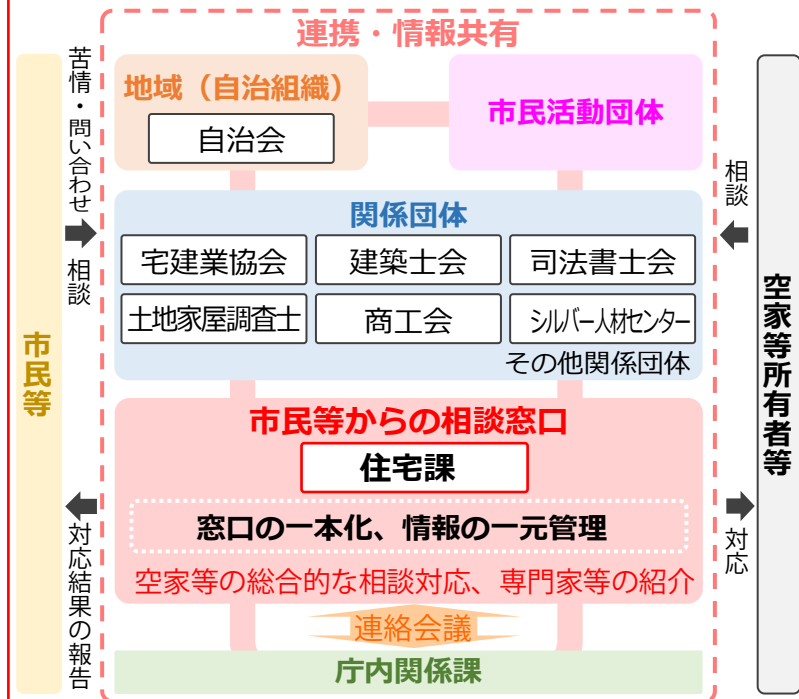 連携・情報共有
市民等
苦情・問い合わせ
相談
対応結果の報告
地域（自治組織）
自治会
市民活動団体
関係団体
宅建業協会
建築士会
司法書士会
土地家屋調査士
商工会
シルバー人材センター
その他関係団体
市民等からの相談窓口
住宅課
窓口の一本化、情報の一元管理
空家等の総合的な相談対応、専門家等の紹介
連絡会議
庁内関係課
相談
対応
空家等所有者等